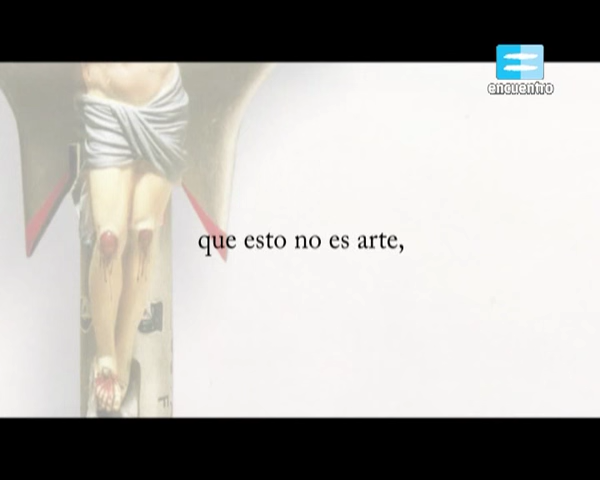 encuentro
que esto no es arte,